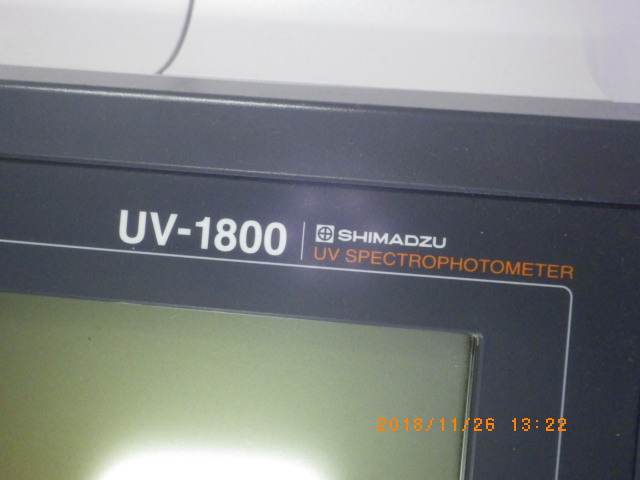 UV-1800
SHIMADZU
UV SPECTROPHOTOMETER
2018/11/26 13:22